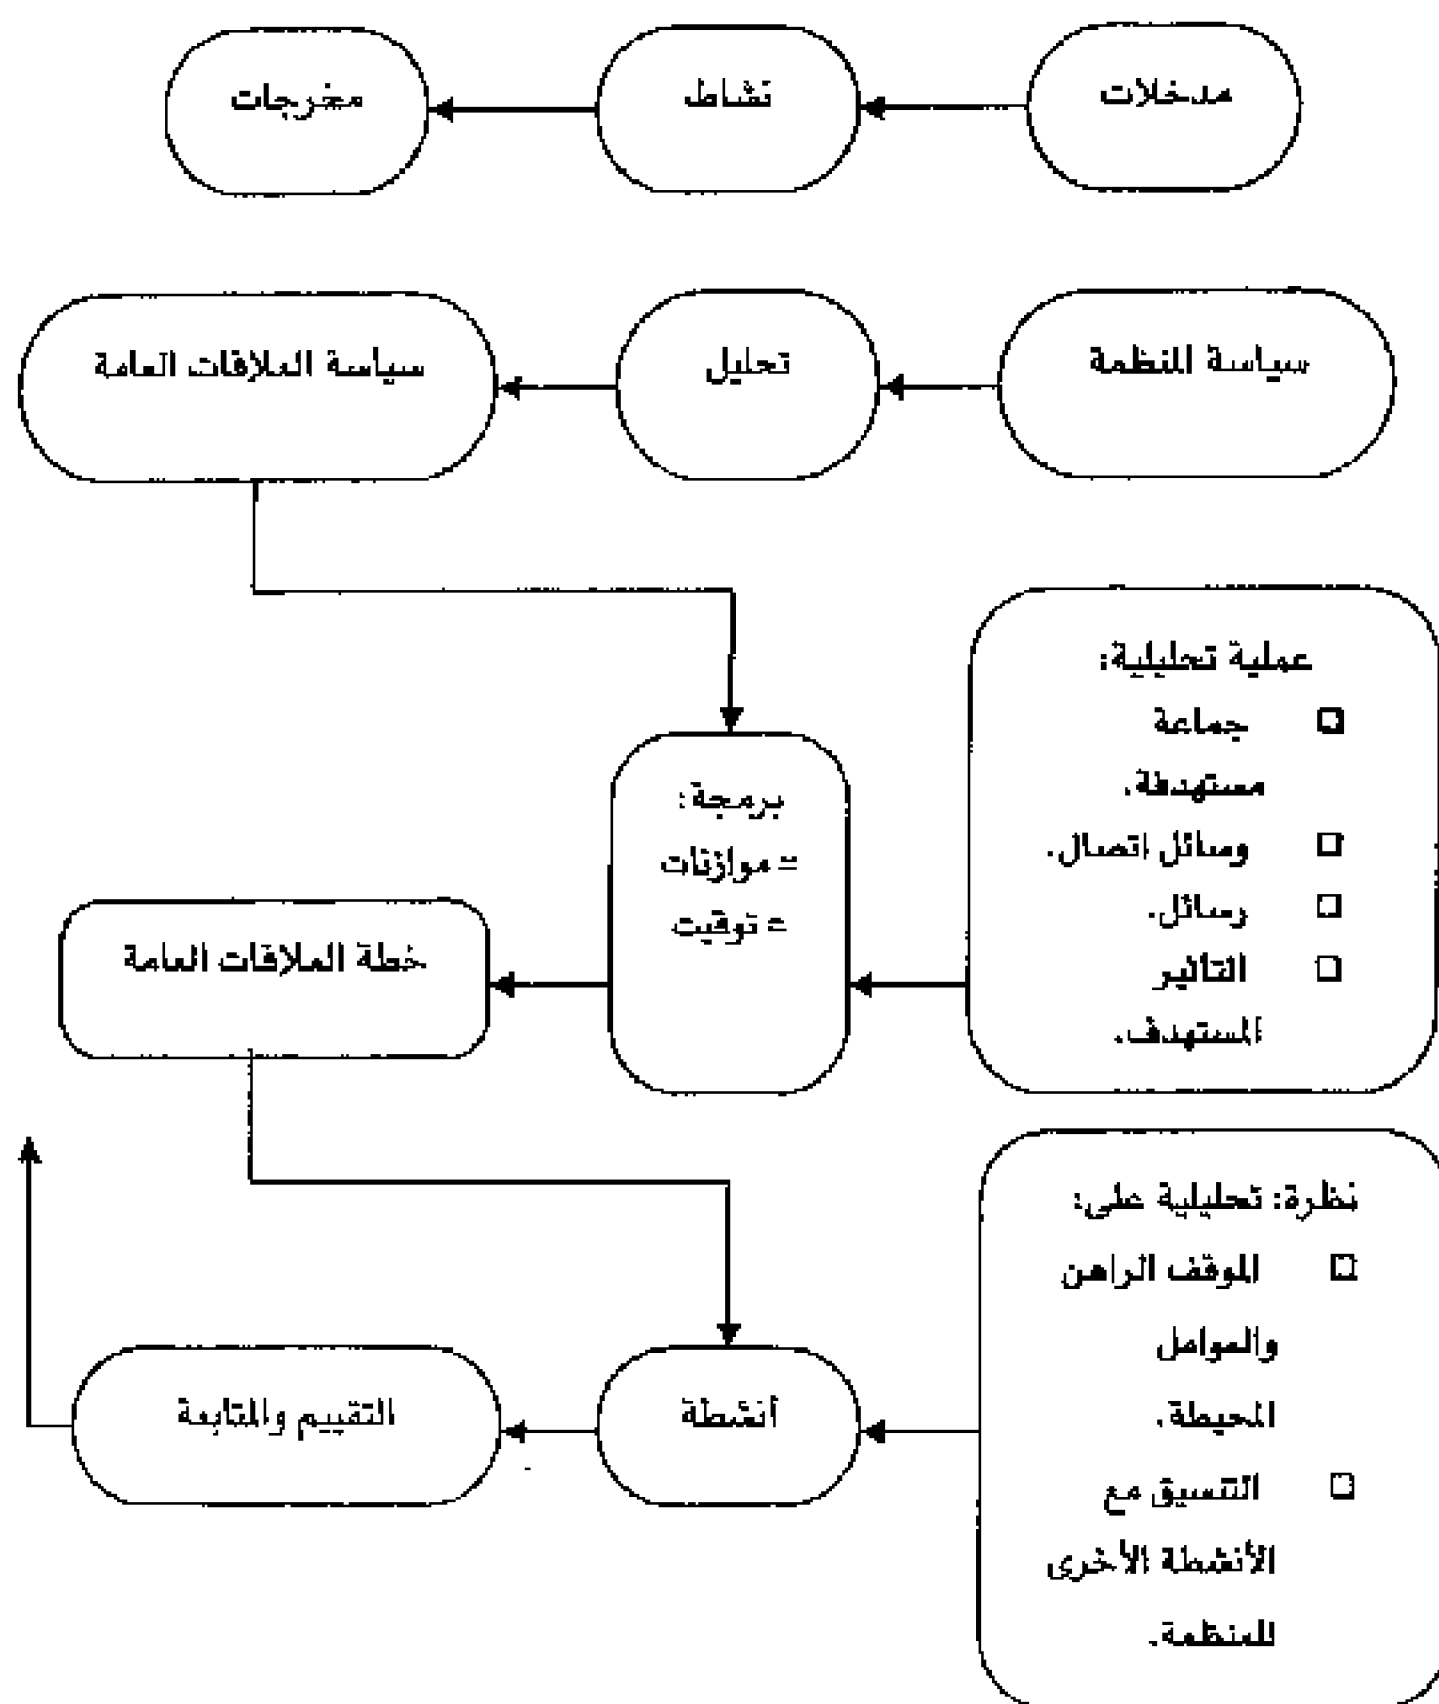 مدخلات
نشاط
مخرجات
سياسة المنظمة
تحليل
سياسة العلاقات العامة
عملية تحليلية:
□ جماعة
مستهدفة.
□ وسائل اتصال.
□ رسائل.
□ التأثير
المستهدف.
برمجة:
= موازنات
= توقيت
خطة العلاقات العامة
نظرة: تحليلية على:
□ الموقف الراهن
والعوامل
المحيطة.
□ التنسيق مع
الأنشطة الأخرى
للمنظمة.
أنشطة
التقييم والمتابعة